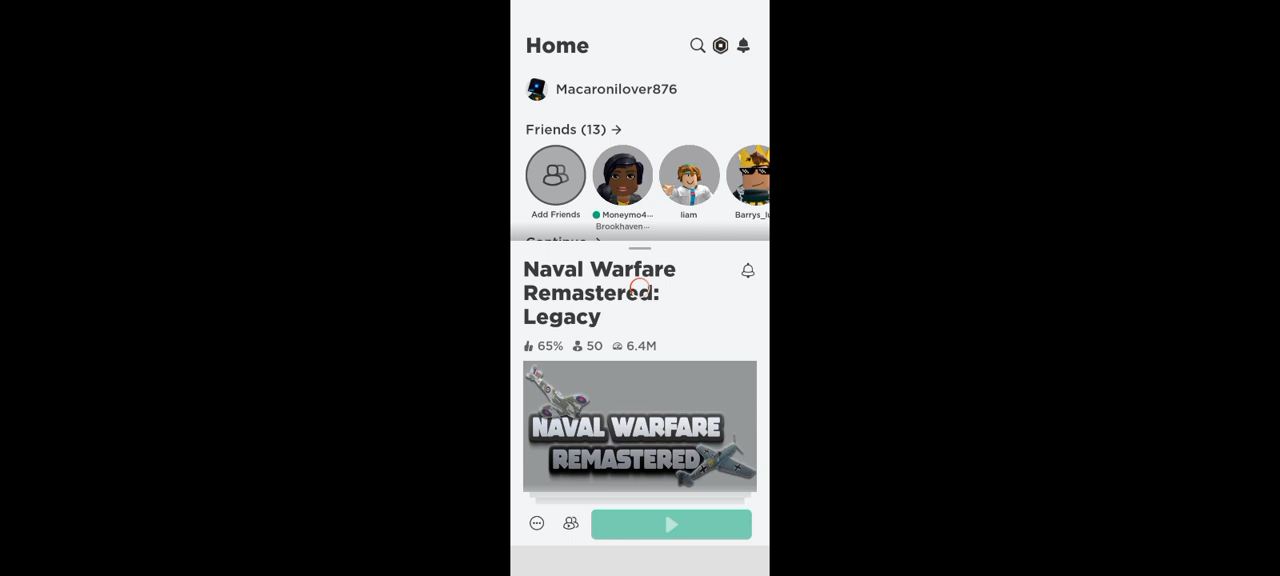 Home
Macaronilover876
Friends (13) →
Add Friends
Moneymo4...
liam
Brookhaven...
Continue
Naval Warfare
Remastered:
Legacy
65% 50 6.4M
NAVAL WARFARE
REMASTERED